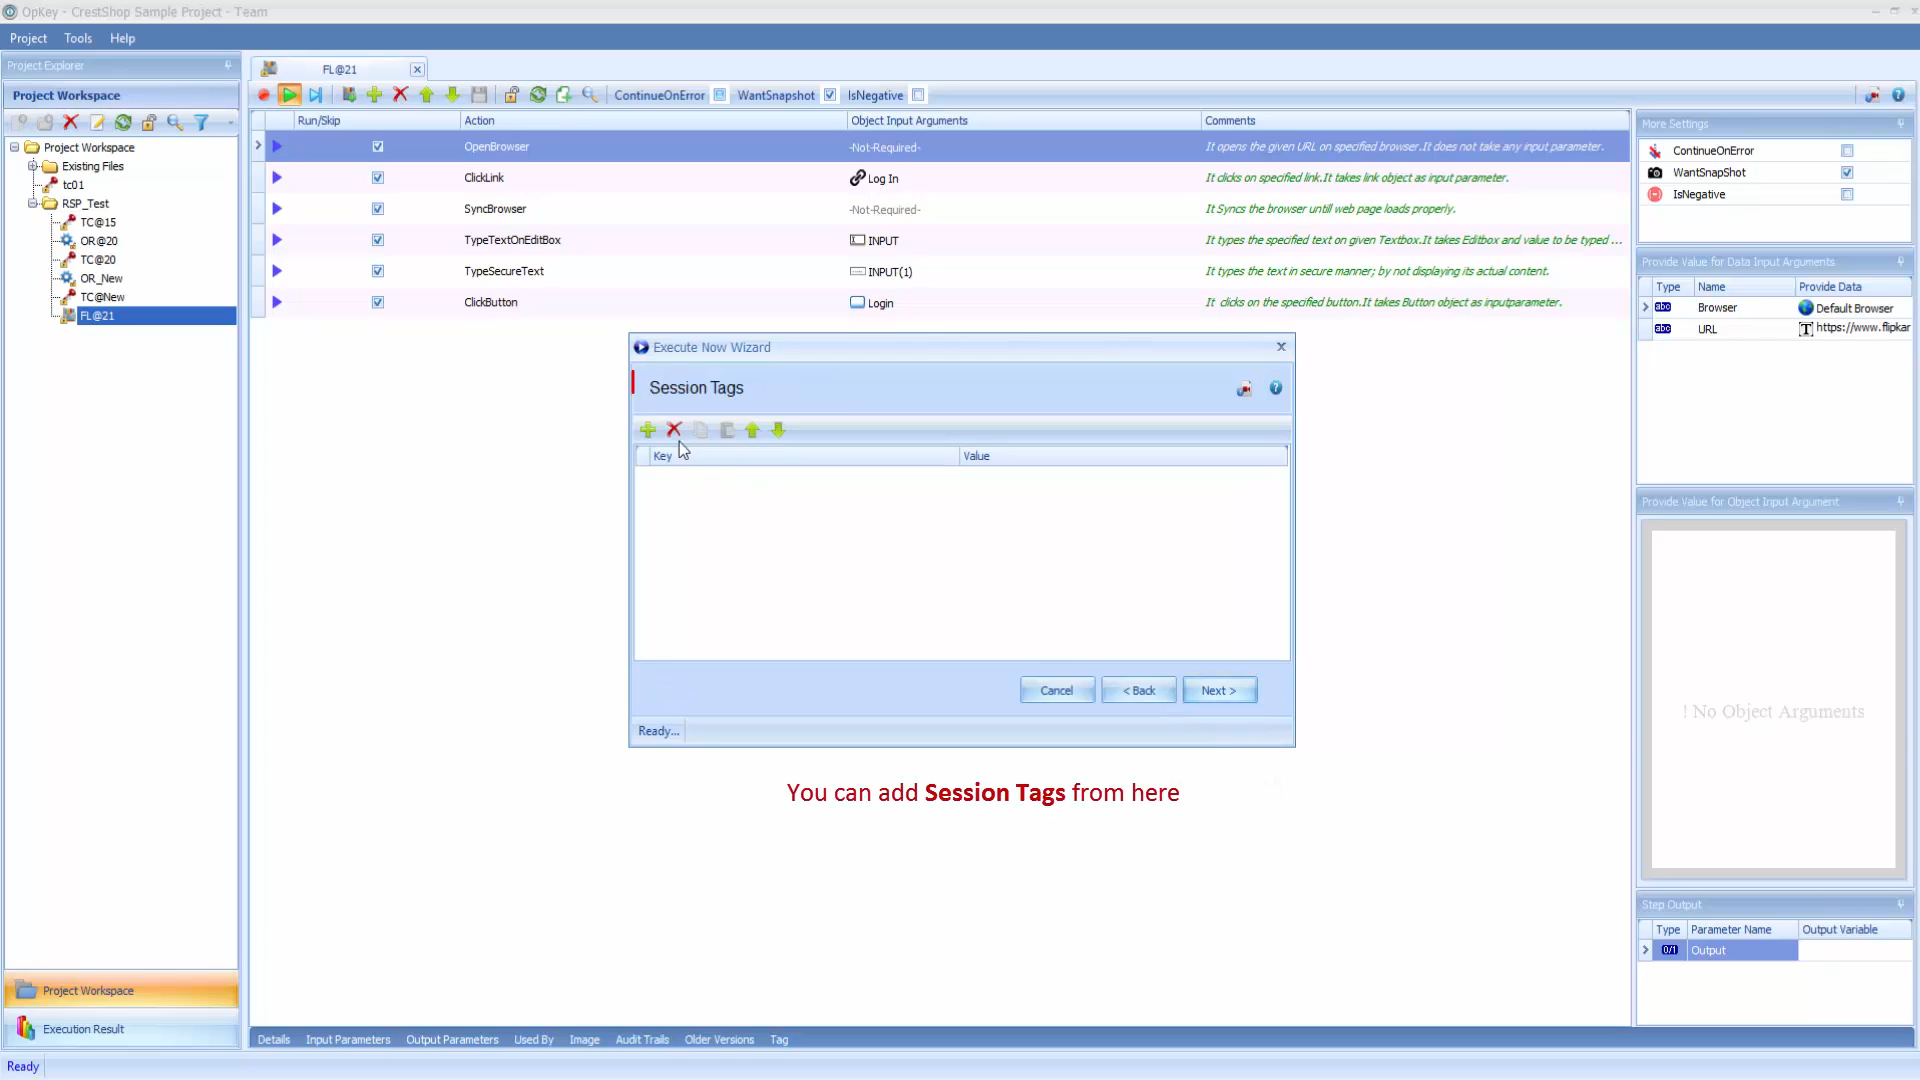 OpKey - CrestShop Sample Project - Team
Project Tools Help
Project Explorer
FL@21
Project Workspace
ContinueOnError WantSnapshot IsNegative
Run/Skip Action Object Input Arguments Comments
OpenBrowser -Not-Required- It opens the given URL on specified browser.It does not take any input parameter.
ClickLink Log In It clicks on specified link.It takes link object as input parameter.
SyncBrowser -Not-Required- It Syncs the browser untill web page loads properly.
TypeTextOnEditBox INPUT It types the specified text on given Textbox.It takes Editbox and value to be typed ...
TypeSecureText INPUT(1) It types the text in secure manner; by not displaying its actual content.
ClickButton Login It clicks on the specified button.It takes Button object as inputparameter.
Project Workspace
Existing Files
tc01
RSP_Test
TC@15
OR@20
TC@20
OR_New
TC@New
FL@21
Project Workspace
Execution Result
Execute Now Wizard
Session Tags
Key Value
Cancel < Back Next >
Ready...
You can add Session Tags from here
More Settings
ContinueOnError
WantSnapShot
IsNegative
Provide Value for Data Input Arguments
Type Name Provide Data
abc Browser Default Browser
abc URL T https://www.flipkar
Provide Value for Object Input Argument
! No Object Arguments
Step Output
Type Parameter Name Output Variable
0/1 Output
Details Input Parameters Output Parameters Used By Image Audit Trails Older Versions Tag
Ready